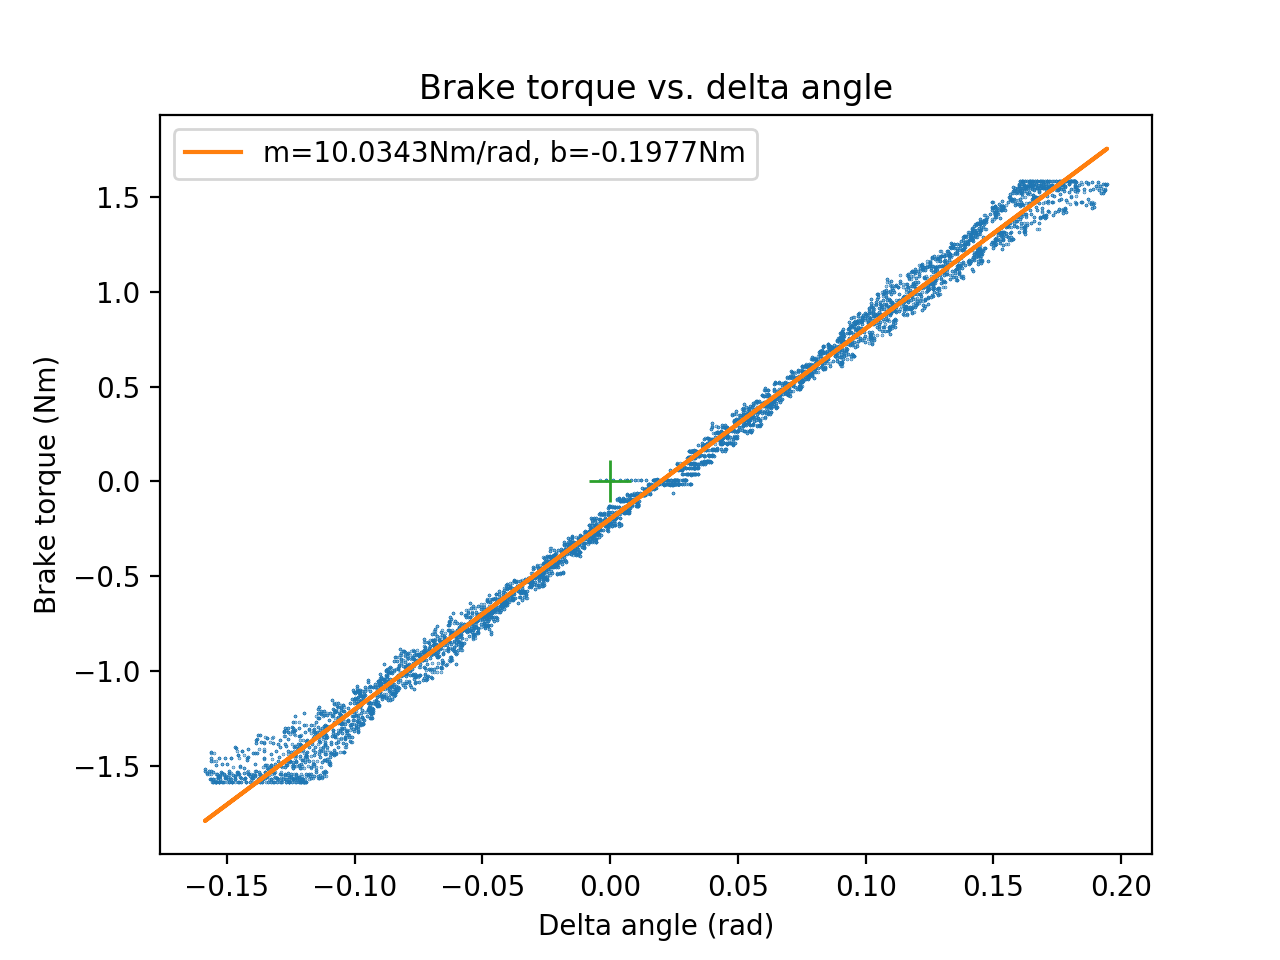 Brake torque vs. delta angle
m=10.0343Nm/rad, b=-0.1977Nm
1.5
1.0
0.5
0.0
−0.5
−1.0
−1.5
Brake torque (Nm)
−0.15 −0.10 −0.05 0.00 0.05 0.10 0.15 0.20
Delta angle (rad)